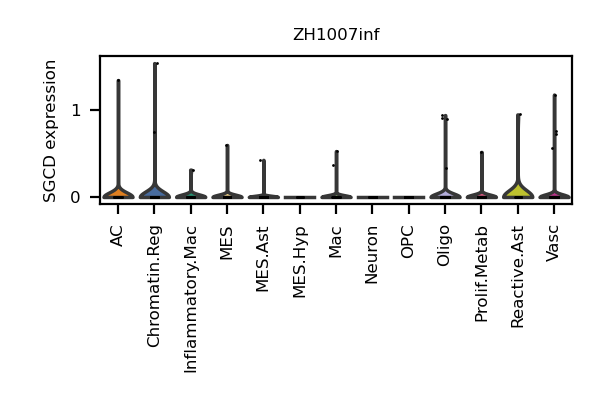 ZH1007inf
SGCD expression
1
0
AC
Chromatin.Reg
Inflammatory.Mac
MES
MES.Ast
MES.Hyp
Mac
Neuron
OPC
Oligo
Prolif.Metab
Reactive.Ast
Vasc